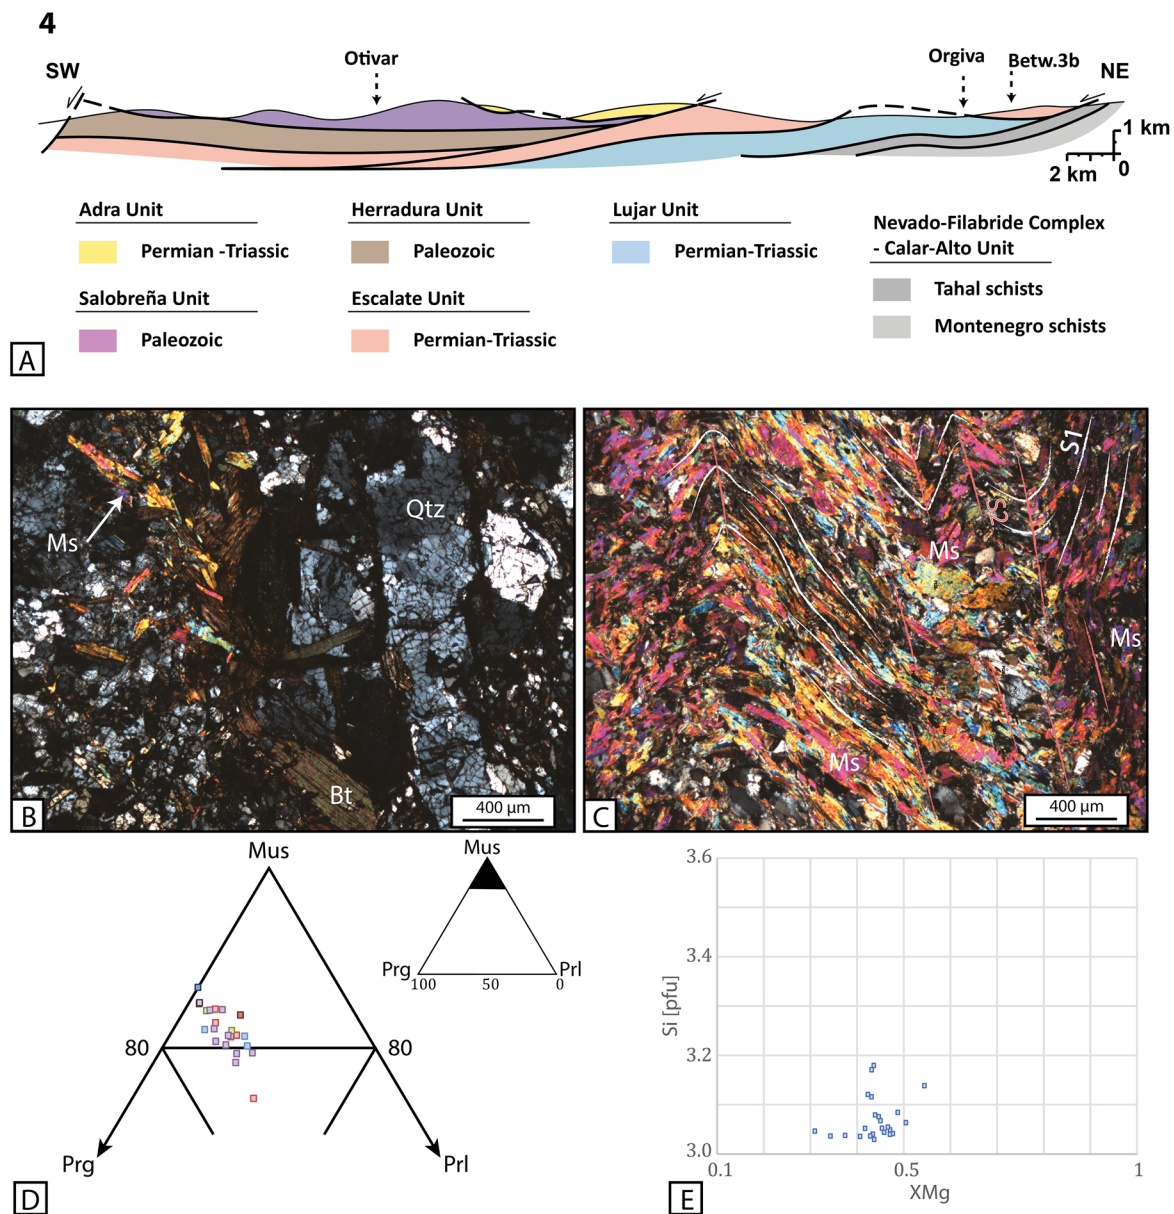 4
SW
Otivar
Orgiva
Betw.3b
NE
1 km
2 km
0
Adra Unit
Permian -Triassic
Salobreña Unit
Paleozoic
Herradura Unit
Paleozoic
Escalate Unit
Permian-Triassic
Lujar Unit
Permian-Triassic
Nevado-Filabride Complex
- Calar-Alto Unit
Tahal schists
Montenegro schists
A
Ms
Qtz
Bt
400 µm
B
S1
S2
Ms
Ms
Ms
400 µm
C
Mus
80
80
Prg
Prl
Mus
Prg
Prl
100
50
0
D
3.6
3.4
3.2
3.0
Si [pfu]
0.1
0.5
1
XMg
E